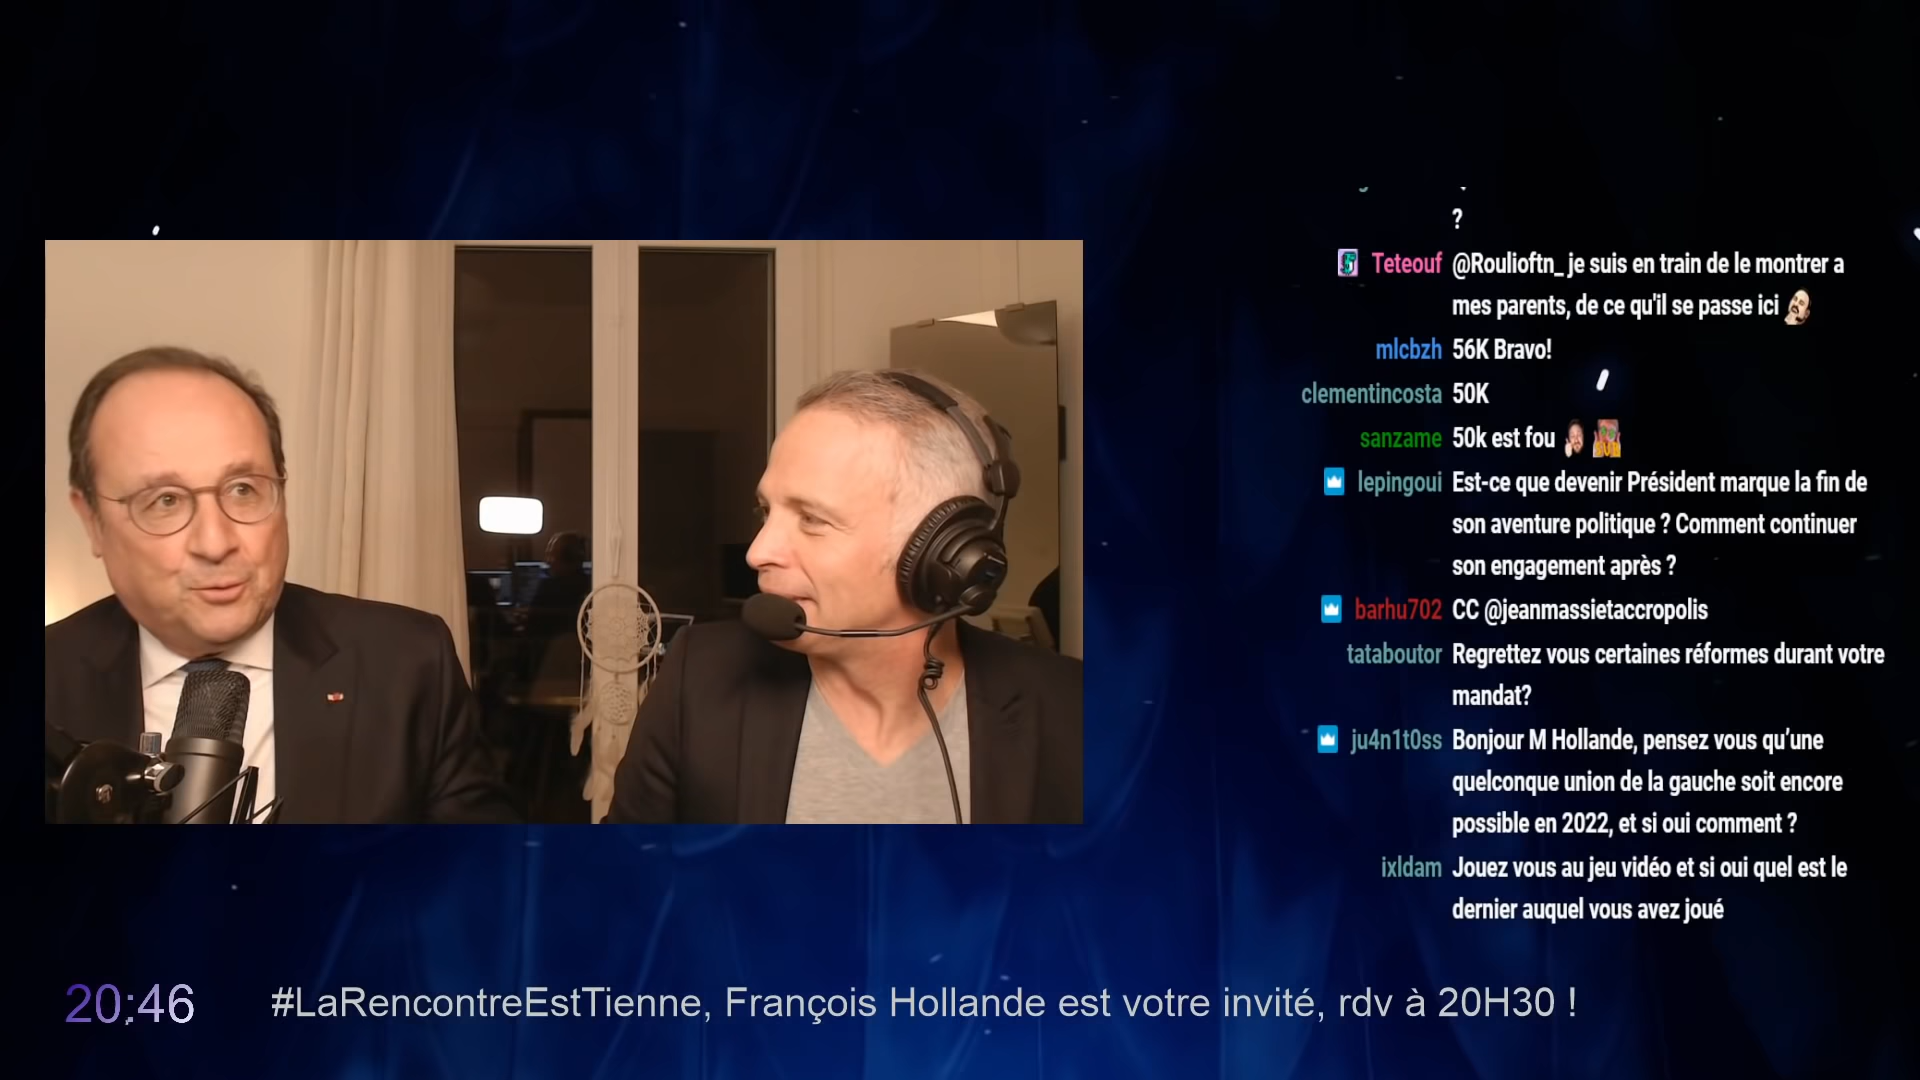 ?
Teteouf @Roulioftn_ je suis en train de le montrer a
mes parents, de ce qu'il se passe ici
mlcbzh 56K Bravo!
clementincosta 50K
sanzame 50k est fou
lepingoui Est-ce que devenir Président marque la fin de
son aventure politique ? Comment continuer
son engagement après ?
barhu702 CC @jeanmassietaccropolis
tataboutor Regrettez vous certaines réformes durant votre
mandat?
ju4n1t0ss Bonjour M Hollande, pensez vous qu’une
quelconque union de la gauche soit encore
possible en 2022, et si oui comment ?
ixldam Jouez vous au jeu vidéo et si oui quel est le
dernier auquel vous avez joué
20:46 #LaRencontreEstTienne, François Hollande est votre invité, rdv à 20H30 !